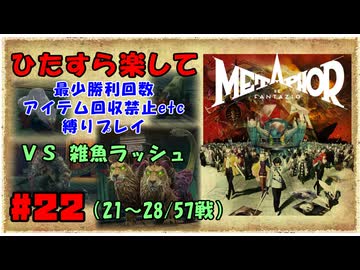 ひたすら楽して
最少勝利回数
アイテム回収禁止etc
縛りプレイ
VS 雑魚ラッシュ
#22(21~28/57戦)
METAPHOR
RE FANTAZIO